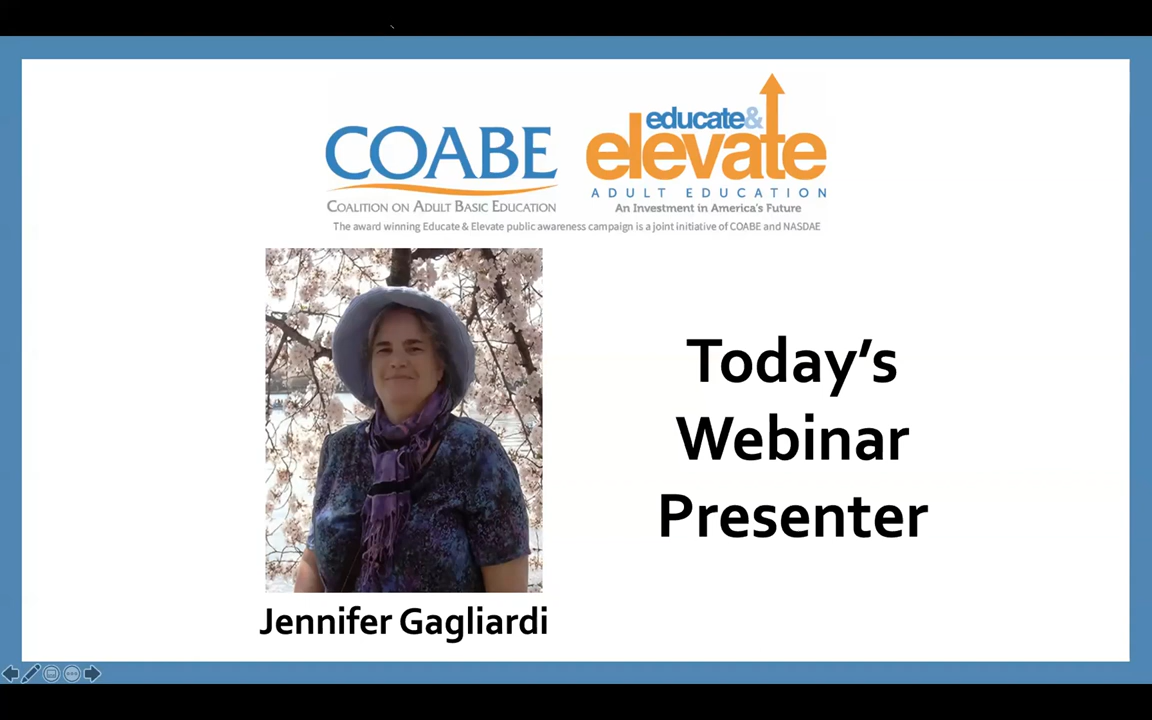 COABE
COALITION ON ADULT BASIC EDUCATION
educate&
elevate
ADULT EDUCATION
An Investment in America's Future
The award winning Educate & Elevate public awareness campaign is a joint initiative of COABE and NASDAE
Today's
Webinar
Presenter
Jennifer Gagliardi